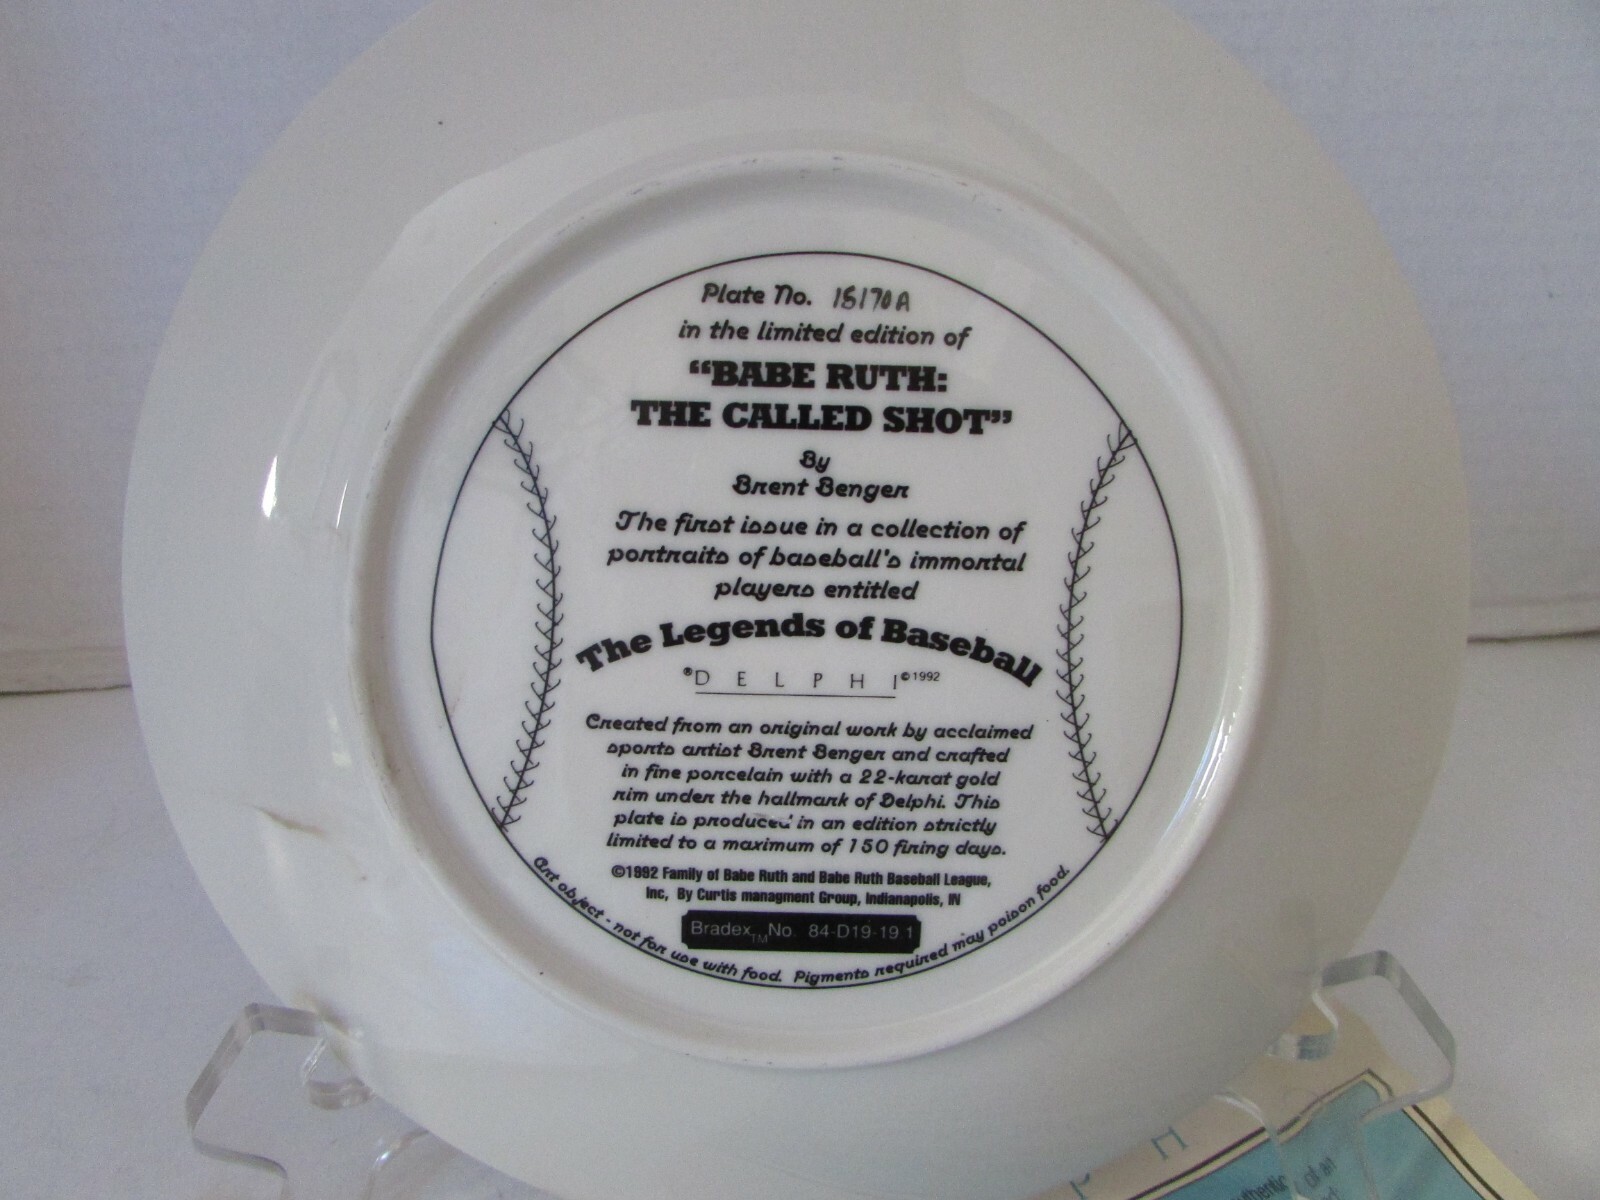 Plate No. 15170A
in the limited edition of
“BABE RUTH:
THE CALLED SHOT”
By
Brent Benger
The first issue in a collection of
portraits of baseball's immortal
players entitled
The Legends of Baseball
®DELPHI©1992
Created from an original work by acclaimed
sports artist Brent Benger and crafted
in fine porcelain with a 22-karat gold
rim under the hallmark of Delphi. This
plate is produced in an edition strictly
limited to a maximum of 150 firing days.
©1992 Family of Babe Ruth and Babe Ruth Baseball League,
Inc, By Curtis managment Group, Indianapolis, IN
Bradex TM No. 84-D19-19.1
Art object - not for use with food. Pigments required may poison food.
of an